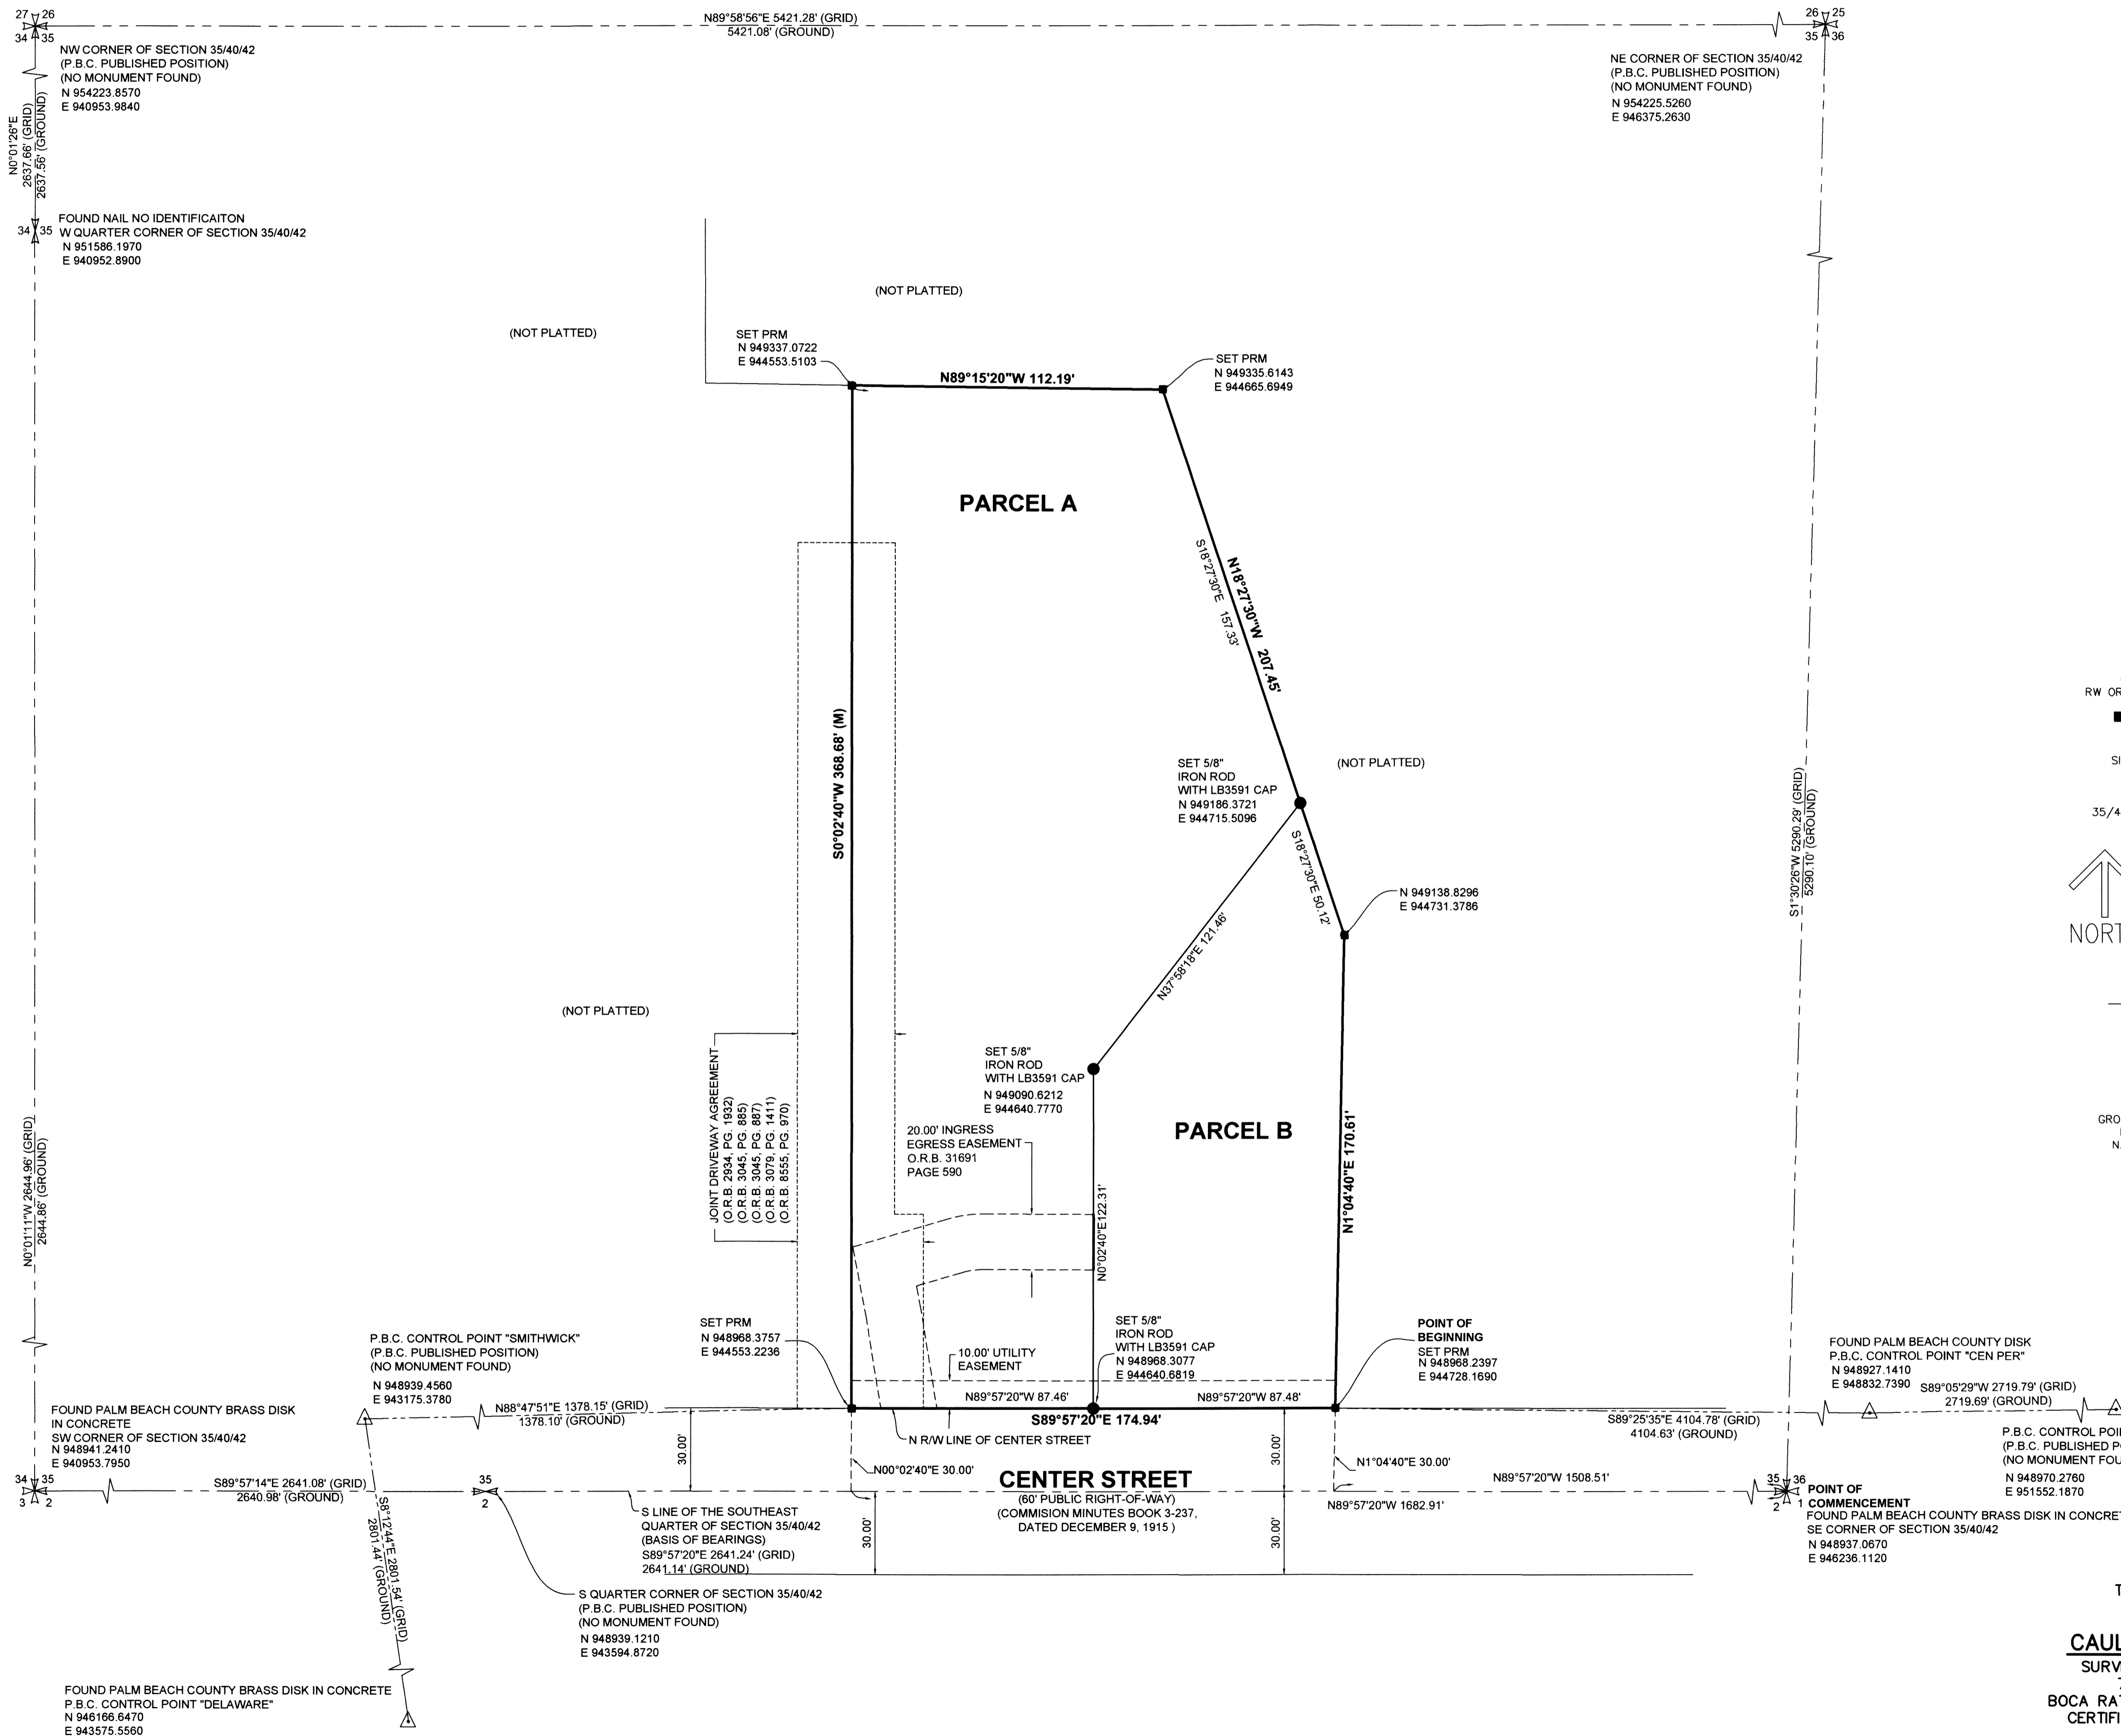 27 26
34 35
N89°58'56"E 5421.28' (GRID)
5421.08' (GROUND)
26 25
35 36
NW CORNER OF SECTION 35/40/42
(P.B.C. PUBLISHED POSITION)
(NO MONUMENT FOUND)
N 954223.8570
E 940953.9840
NE CORNER OF SECTION 35/40/42
(P.B.C. PUBLISHED POSITION)
(NO MONUMENT FOUND)
N 954225.5260
E 946375.2630
N0°01'26"E
2637.66' (GRID)
2637.56' (GROUND)
34 35
FOUND NAIL NO IDENTIFICAITON
W QUARTER CORNER OF SECTION 35/40/42
N 951586.1970
E 940952.8900
(NOT PLATTED)
(NOT PLATTED)
SET PRM
N 949337.0722
E 944553.5103
N89°15'20"W 112.19'
SET PRM
N 949335.6143
E 944665.6949
PARCEL A
N18°27'30"W 207.45'
S18°27'30"E 157.33'
RW OR
S0°02'40"W 368.68' (M)
SET 5/8"
IRON ROD
WITH LB3591 CAP
N 949186.3721
E 944715.5096
(NOT PLATTED)
SI
35/4
S1°30'26"W 5290.29' (GRID)
5290.10' (GROUND)
S18°27'30"E 50.12'
N 949138.8296
E 944731.3786
NORT
N37°58'18"E 121.46'
(NOT PLATTED)
SET 5/8"
IRON ROD
WITH LB3591 CAP
N 949090.6212
E 944640.7770
JOINT DRIVEWAY AGREEMENT
(O.R.B. 2934, PG. 1932)
(O.R.B. 3045, PG. 885)
(O.R.B. 3045, PG. 887)
(O.R.B. 3079, PG. 1411)
(O.R.B. 8555, PG. 970)
20.00' INGRESS
EGRESS EASEMENT
O.R.B. 31691
PAGE 590
PARCEL B
N1°04'40"E 170.61'
N0°02'40"E122.31'
GRO
N.
N0°01'11"W 2644.96' (GRID)
2644.86' (GROUND)
SET PRM
N 948968.3757
E 944553.2236
10.00' UTILITY
EASEMENT
SET 5/8"
IRON ROD
WITH LB3591 CAP
N 948968.3077
E 944640.6819
POINT OF
BEGINNING
SET PRM
N 948968.2397
E 944728.1690
P.B.C. CONTROL POINT "SMITHWICK"
(P.B.C. PUBLISHED POSITION)
(NO MONUMENT FOUND)
N 948939.4560
E 943175.3780
FOUND PALM BEACH COUNTY DISK
P.B.C. CONTROL POINT "CEN PER"
N 948927.1410
E 948832.7390
S89°05'29"W 2719.79' (GRID)
2719.69' (GROUND)
N88°47'51"E 1378.15' (GRID)
1378.10' (GROUND)
N89°57'20"W 87.46'
N89°57'20"W 87.48'
S89°57'20"E 174.94'
S89°25'35"E 4104.78' (GRID)
4104.63' (GROUND)
FOUND PALM BEACH COUNTY BRASS DISK
IN CONCRETE
SW CORNER OF SECTION 35/40/42
N 948941.2410
E 940953.7950
30.00'
N R/W LINE OF CENTER STREET
30.00'
P.B.C. CONTROL POI
(P.B.C. PUBLISHED P
(NO MONUMENT FOU
N 948970.2760
E 951552.1870
N00°02'40"E 30.00'
CENTER STREET
(60' PUBLIC RIGHT-OF-WAY)
(COMMISION MINUTES BOOK 3-237,
DATED DECEMBER 9, 1915 )
N1°04'40"E 30.00'
N89°57'20"W 1508.51'
N89°57'20"W 1682.91'
34 35
3 2
S89°57'14"E 2641.08' (GRID)
2640.98' (GROUND)
35
2
35 36
2 1
POINT OF
COMMENCEMENT
FOUND PALM BEACH COUNTY BRASS DISK IN CONCRET
SE CORNER OF SECTION 35/40/42
N 948937.0670
E 946236.1120
S LINE OF THE SOUTHEAST
QUARTER OF SECTION 35/40/42
(BASIS OF BEARINGS)
S89°57'20"E 2641.24' (GRID)
2641.14' (GROUND)
30.00'
30.00'
S8°12'44"E 2801.54' (GRID)
2801.44' (GROUND)
S QUARTER CORNER OF SECTION 35/40/42
(P.B.C. PUBLISHED POSITION)
(NO MONUMENT FOUND)
N 948939.1210
E 943594.8720
T
CAUL
SURV
BOCA RAT
CERTIFI
FOUND PALM BEACH COUNTY BRASS DISK IN CONCRETE
P.B.C. CONTROL POINT "DELAWARE"
N 946166.6470
E 943575.5560